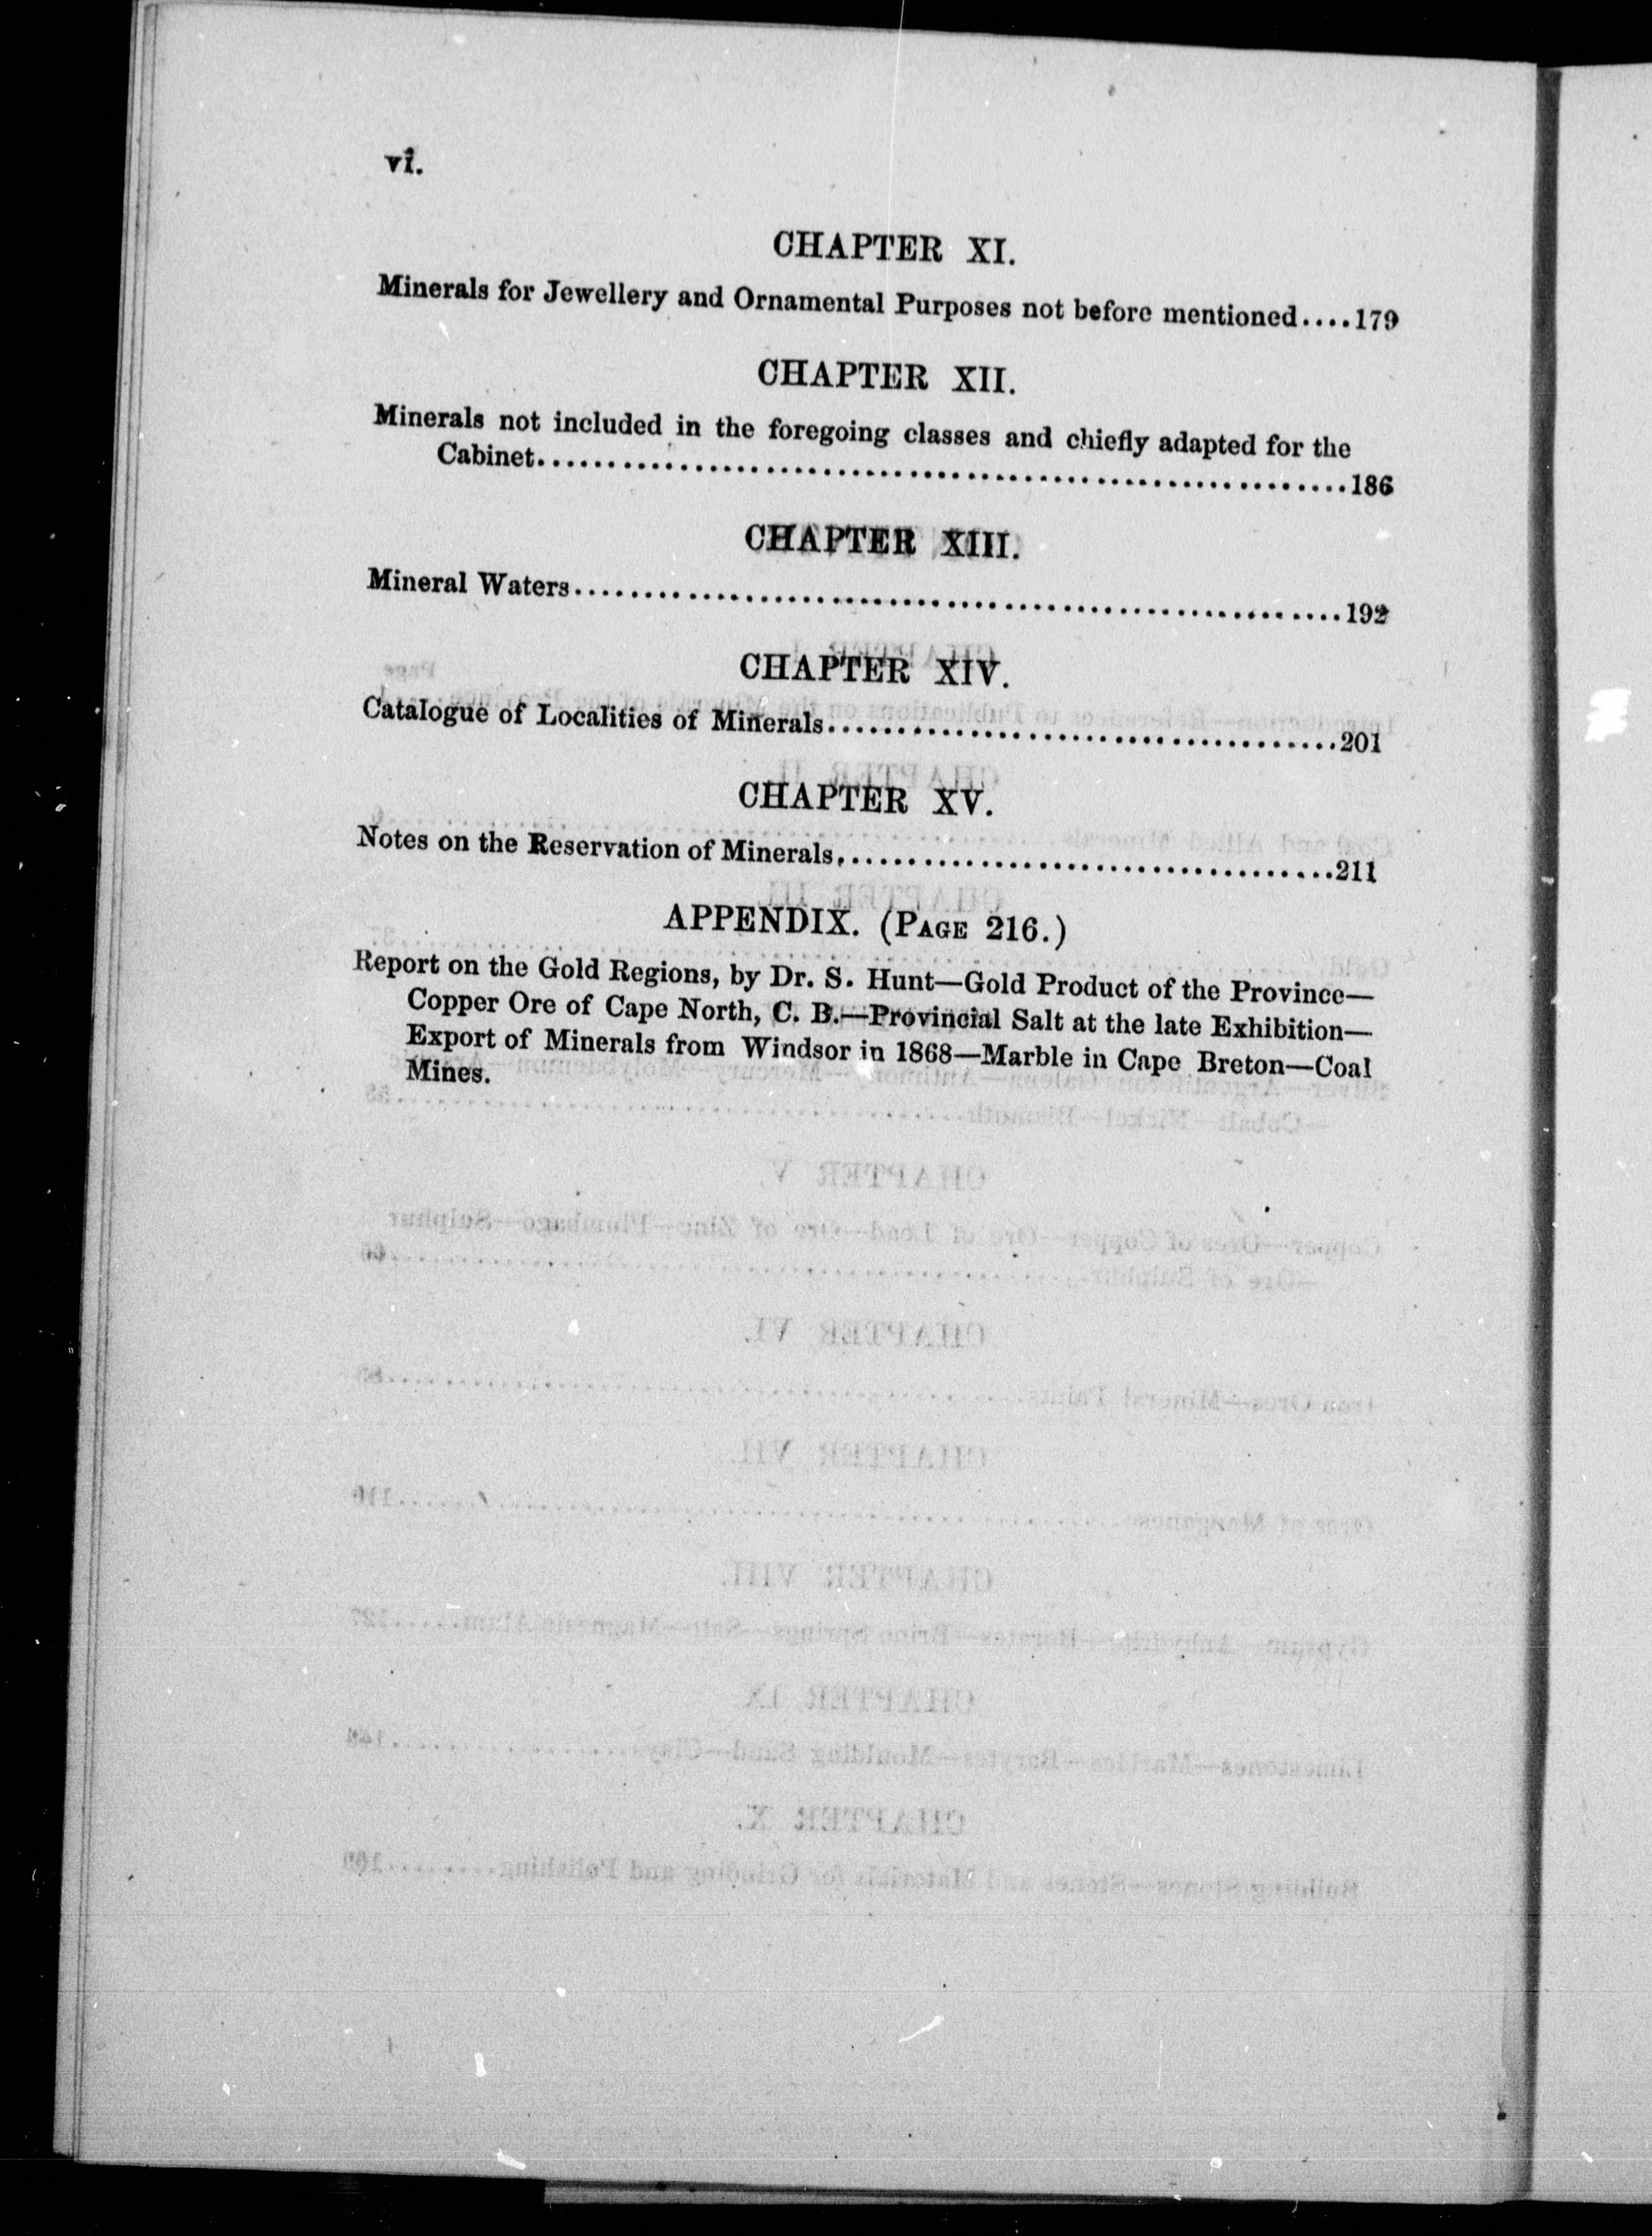 vi.
CHAPTER XI.
Minerals for Jewellery and Ornamental Purposes not before mentioned....179
CHAPTER XII.
Minerals not included in the foregoing classes and chiefly adapted for the
Cabinet..........................................................186
CHAPTER XIII.
Mineral Waters......................................................192
CHAPTER XIV.
Catalogue of Localities of Minerals....................................201
CHAPTER XV.
Notes on the Reservation of Minerals...................................211
APPENDIX. (PAGE 216.)
Report on the Gold Regions, by Dr. S. Hunt—Gold Product of the Province—
Copper Ore of Cape North, C. B.—Provincial Salt at the late Exhibition—
Export of Minerals from Windsor in 1868—Marble in Cape Breton—Coal
Mines.